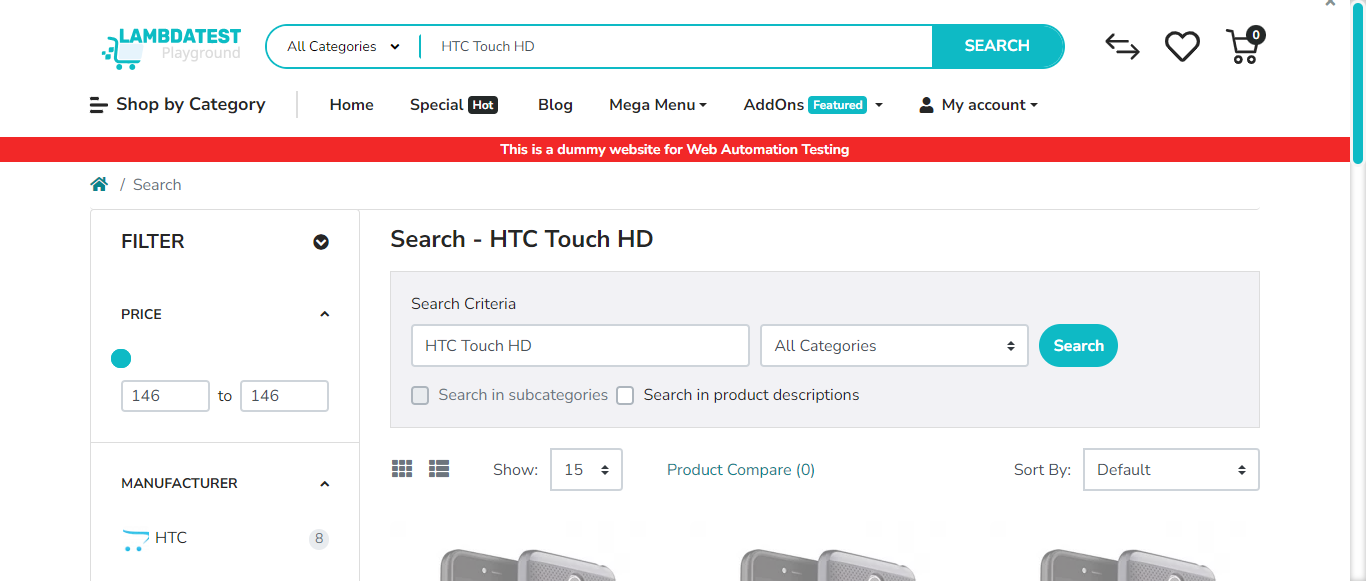 LAMBDATEST
Playground
All Categories
HTC Touch HD
SEARCH
0
Shop by Category
Home
Special Hot
Blog
Mega Menu
AddOns Featured
My account
This is a dummy website for Web Automation Testing
/ Search
FILTER
PRICE
146 to 146
MANUFACTURER
HTC 8
Search - HTC Touch HD
Search Criteria
HTC Touch HD
All Categories
Search
Search in subcategories
Search in product descriptions
Show: 15
Product Compare (0)
Sort By: Default